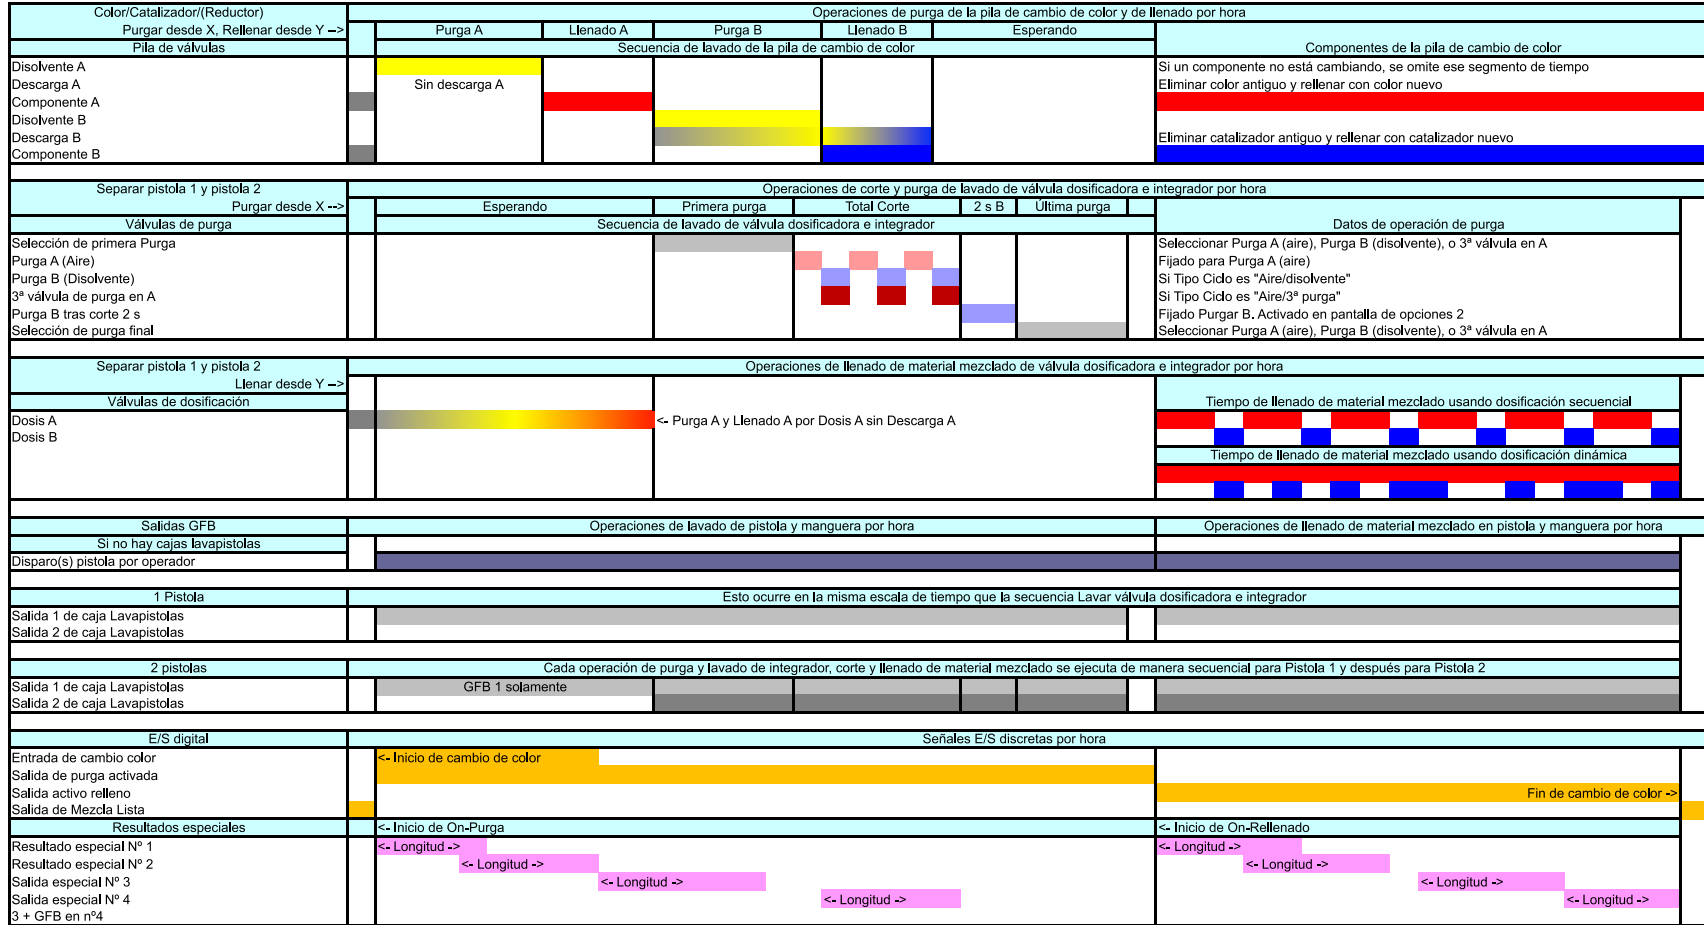 Color/Catalizador/(Reductor)
Operaciones de purga de la pila de cambio de color y de llenado por hora
Purgar desde X, Rellenar desde Y -->
Purga A
Llenado A
Purga B
Llenado B
Esperando
Pila de válvulas
Secuencia de lavado de la pila de cambio de color
Componentes de la pila de cambio de color
Disolvente A
Si un componente no está cambiando, se omite ese segmento de tiempo
Descarga A
Sin descarga A
Eliminar color antiguo y rellenar con color nuevo
Componente A
Disolvente B
Descarga B
Eliminar catalizador antiguo y rellenar con catalizador nuevo
Componente B
Separar pistola 1 y pistola 2
Operaciones de corte y purga de lavado de válvula dosificadora e integrador por hora
Purgar desde X -->
Esperando
Primera purga
Total Corte
2 s B
Última purga
Válvulas de purga
Secuencia de lavado de válvula dosificadora e integrador
Datos de operación de purga
Selección de primera Purga
Seleccionar Purga A (aire), Purga B (disolvente), o 3ª válvula en A
Purga A (Aire)
Fijado para Purga A (aire)
Purga B (Disolvente)
Si Tipo Ciclo es "Aire/disolvente"
3ª válvula de purga en A
Si Tipo Ciclo es "Aire/3ª purga"
Purga B tras corte 2 s
Fijado Purgar B. Activado en pantalla de opciones 2
Selección de purga final
Seleccionar Purga A (aire), Purga B (disolvente), o 3ª válvula en A
Separar pistola 1 y pistola 2
Operaciones de llenado de material mezclado de válvula dosificadora e integrador por hora
Llenar desde Y -->
Válvulas de dosificación
Tiempo de llenado de material mezclado usando dosificación secuencial
Dosis A
<- Purga A y Llenado A por Dosis A sin Descarga A
Dosis B
Tiempo de llenado de material mezclado usando dosificación dinámica
Salidas GFB
Operaciones de lavado de pistola y manguera por hora
Operaciones de llenado de material mezclado en pistola y manguera por hora
Si no hay cajas lavapistolas
Disparo(s) pistola por operador
1 Pistola
Esto ocurre en la misma escala de tiempo que la secuencia Lavar válvula dosificadora e integrador
Salida 1 de caja Lavapistolas
Salida 2 de caja Lavapistolas
2 pistolas
Cada operación de purga y lavado de integrador, corte y llenado de material mezclado se ejecuta de manera secuencial para Pistola 1 y después para Pistola 2
Salida 1 de caja Lavapistolas
GFB 1 solamente
Salida 2 de caja Lavapistolas
E/S digital
Señales E/S discretas por hora
Entrada de cambio color
<- Inicio de cambio de color
Salida de purga activada
Salida activo relleno
Fin de cambio de color ->
Salida de Mezcla Lista
Resultados especiales
<- Inicio de On-Purga
<- Inicio de On-Rellenado
Resultado especial Nº 1
<- Longitud ->
<- Longitud ->
Resultado especial Nº 2
<- Longitud ->
<- Longitud ->
Salida especial Nº 3
<- Longitud ->
<- Longitud ->
Salida especial Nº 4
<- Longitud ->
<- Longitud ->
3 + GFB en nº4